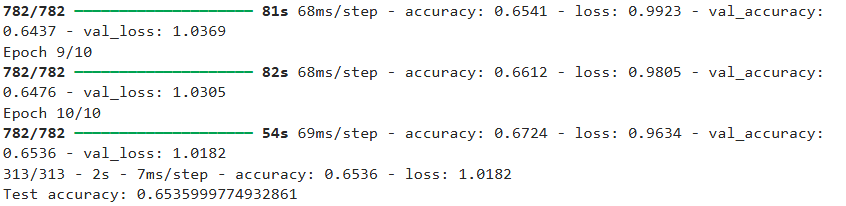 782/782 ━━━━━━━━━━━━━━━━━━━━ 81s 68ms/step - accuracy: 0.6541 - loss: 0.9923 - val_accuracy:
0.6437 - val_loss: 1.0369
Epoch 9/10
782/782 ━━━━━━━━━━━━━━━━━━━━ 82s 68ms/step - accuracy: 0.6612 - loss: 0.9805 - val_accuracy:
0.6476 - val_loss: 1.0305
Epoch 10/10
782/782 ━━━━━━━━━━━━━━━━━━━━ 54s 69ms/step - accuracy: 0.6724 - loss: 0.9634 - val_accuracy:
0.6536 - val_loss: 1.0182
313/313 - 2s - 7ms/step - accuracy: 0.6536 - loss: 1.0182
Test accuracy: 0.6535999774932861